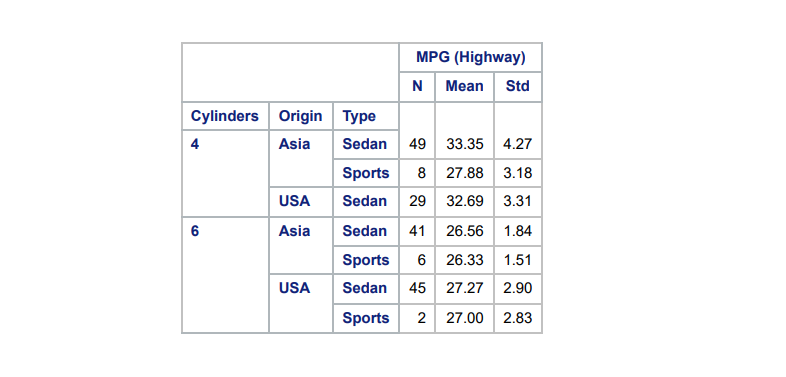 MPG (Highway)
N Mean Std
Cylinders Origin Type
4 Asia Sedan 49 33.35 4.27
Sports 8 27.88 3.18
USA Sedan 29 32.69 3.31
6 Asia Sedan 41 26.56 1.84
Sports 6 26.33 1.51
USA Sedan 45 27.27 2.90
Sports 2 27.00 2.83